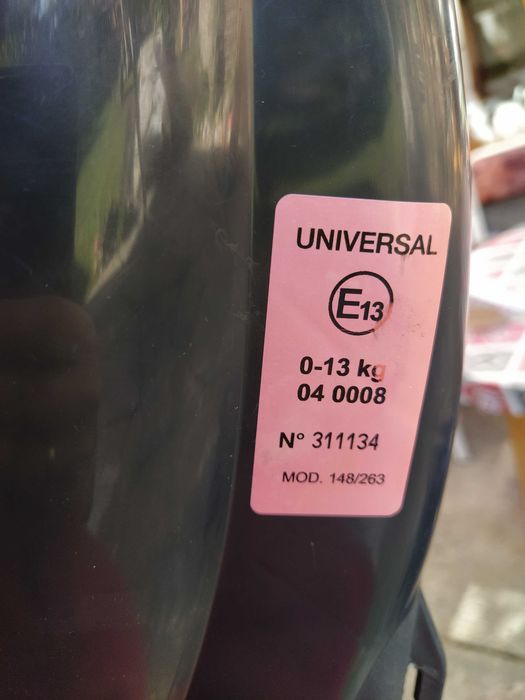 UNIVERSAL
E13
0-13 kg
04 0008
N° 311134
MOD. 148/263